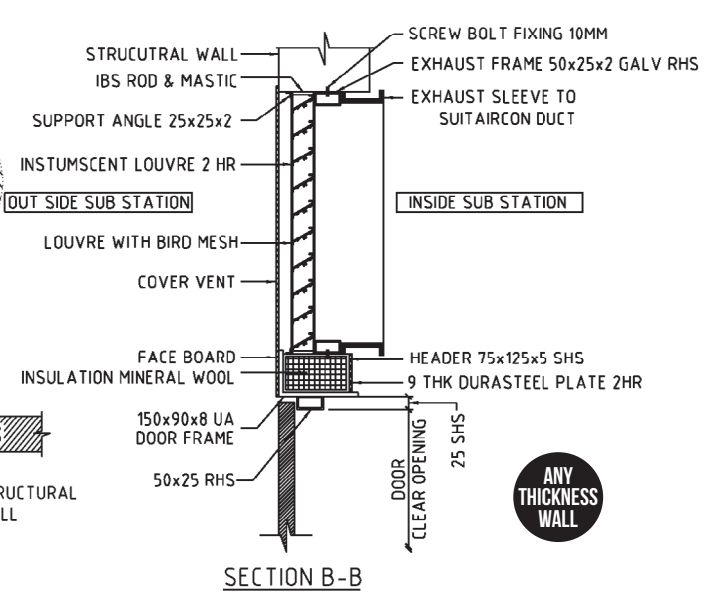 STRUCUTRAL WALL
IBS ROD & MASTIC
SUPPORT ANGLE 25x25x2
INSTUMSCENT LOUVRE 2 HR
OUT SIDE SUB STATION
LOUVRE WITH BIRD MESH
COVER VENT
FACE BOARD
INSULATION MINERAL WOOL
150x90x8 UA
DOOR FRAME
50x25 RHS
SCREW BOLT FIXING 10MM
EXHAUST FRAME 50x25x2 GALV RHS
EXHAUST SLEEVE TO
SUITAIRCON DUCT
INSIDE SUB STATION
HEADER 75x125x5 SHS
9 THK DURASTEEL PLATE 2HR
25 SHS
DOOR
CLEAR OPENING
ANY
THICKNESS
WALL
RUCTURAL
LL
SECTION B-B